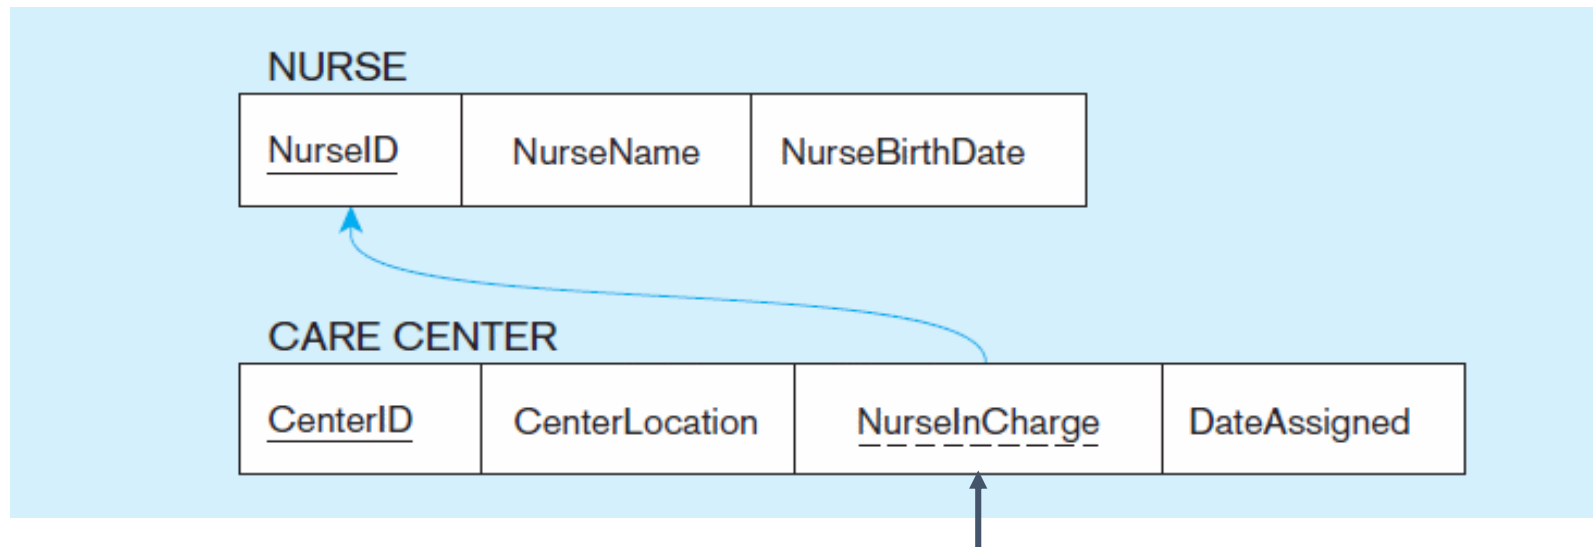 NURSE
NurseID NurseName NurseBirthDate
CARE CENTER
CenterID CenterLocation NurseInCharge DateAssigned